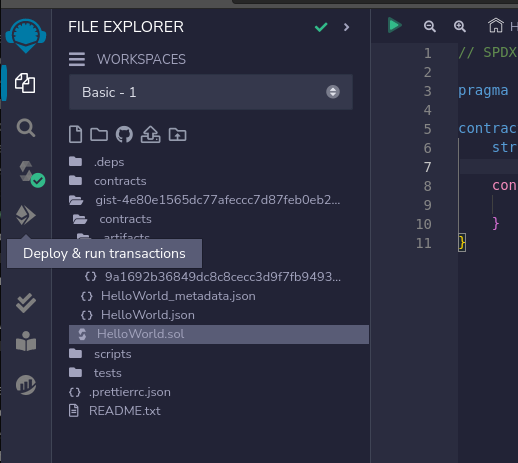 FILE EXPLORER
WORKSPACES
Basic - 1
.deps
contracts
gist-4e80e1565dc77afeccc7d87feb0eb2...
contracts
artifacts
Deploy & run transactions
9a1692b36849dc8c8cecc3d9f7fb9493...
HelloWorld_metadata.json
HelloWorld.json
HelloWorld.sol
scripts
tests
.prettierrc.json
README.txt
H
1 // SPDX
2
3 pragma
4
5 contrac
6 str
7
8 con
9
10 }
11 }